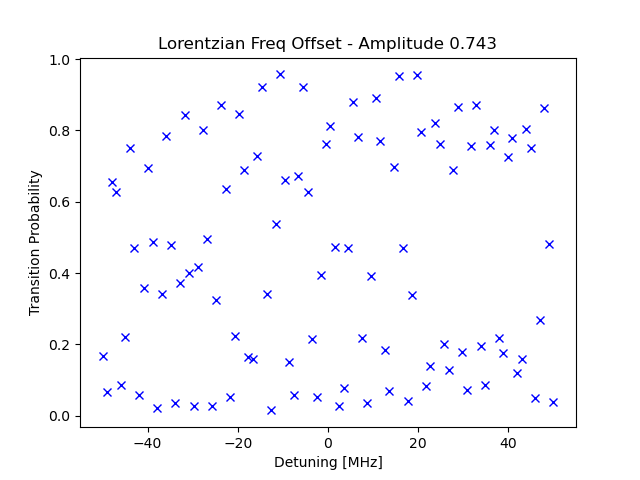 Lorentzian Freq Offset - Amplitude 0.743
1.0
0.8
0.6
0.4
0.2
0.0
Transition Probability
−40 −20 0 20 40
Detuning [MHz]